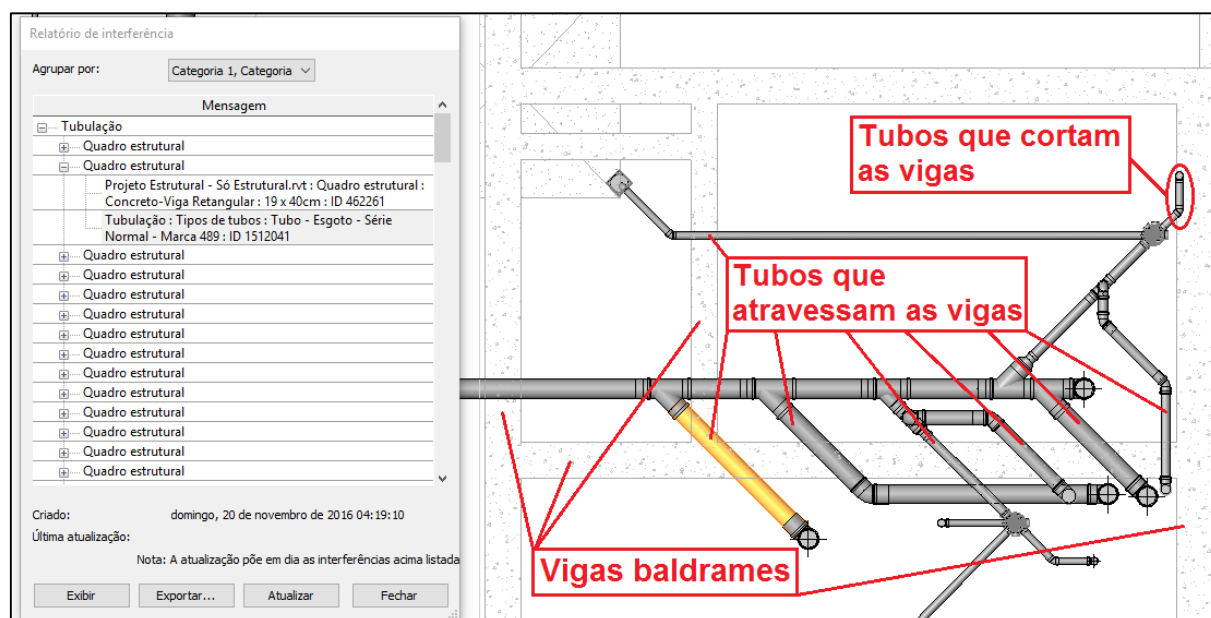 Relatório de interferência
Agrupar por:
Categoria 1, Categoria
Mensagem
Tubulação
Quadro estrutural
Quadro estrutural
Projeto Estrutural - Só Estrutural.rvt : Quadro estrutural :
Concreto-Viga Retangular : 19 x 40cm : ID 462261
Tubulação : Tipos de tubos : Tubo - Esgoto - Série
Normal - Marca 489 : ID 1512041
Quadro estrutural
Quadro estrutural
Quadro estrutural
Quadro estrutural
Quadro estrutural
Quadro estrutural
Quadro estrutural
Quadro estrutural
Quadro estrutural
Quadro estrutural
Quadro estrutural
Quadro estrutural
Criado:
domingo, 20 de novembro de 2016 04:19:10
Última atualização:
Nota: A atualização põe em dia as interferências acima listada
Exibir
Exportar...
Atualizar
Fechar
Tubos que cortam
as vigas
Tubos que
atravessam as vigas
Vigas baldrames